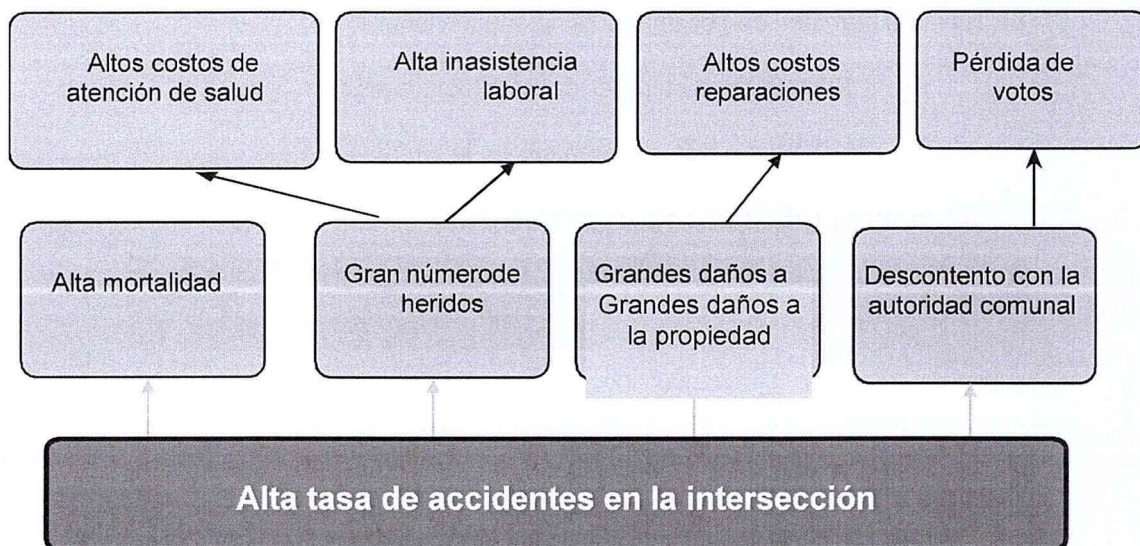 Altos costos de
atención de salud
Alta inasistencia
laboral
Altos costos
reparaciones
Pérdida de
votos
Alta mortalidad
Gran númerode
heridos
Grandes daños a
Grandes daños a
la propiedad
Descontento con la
autoridad comunal
Alta tasa de accidentes en la intersección